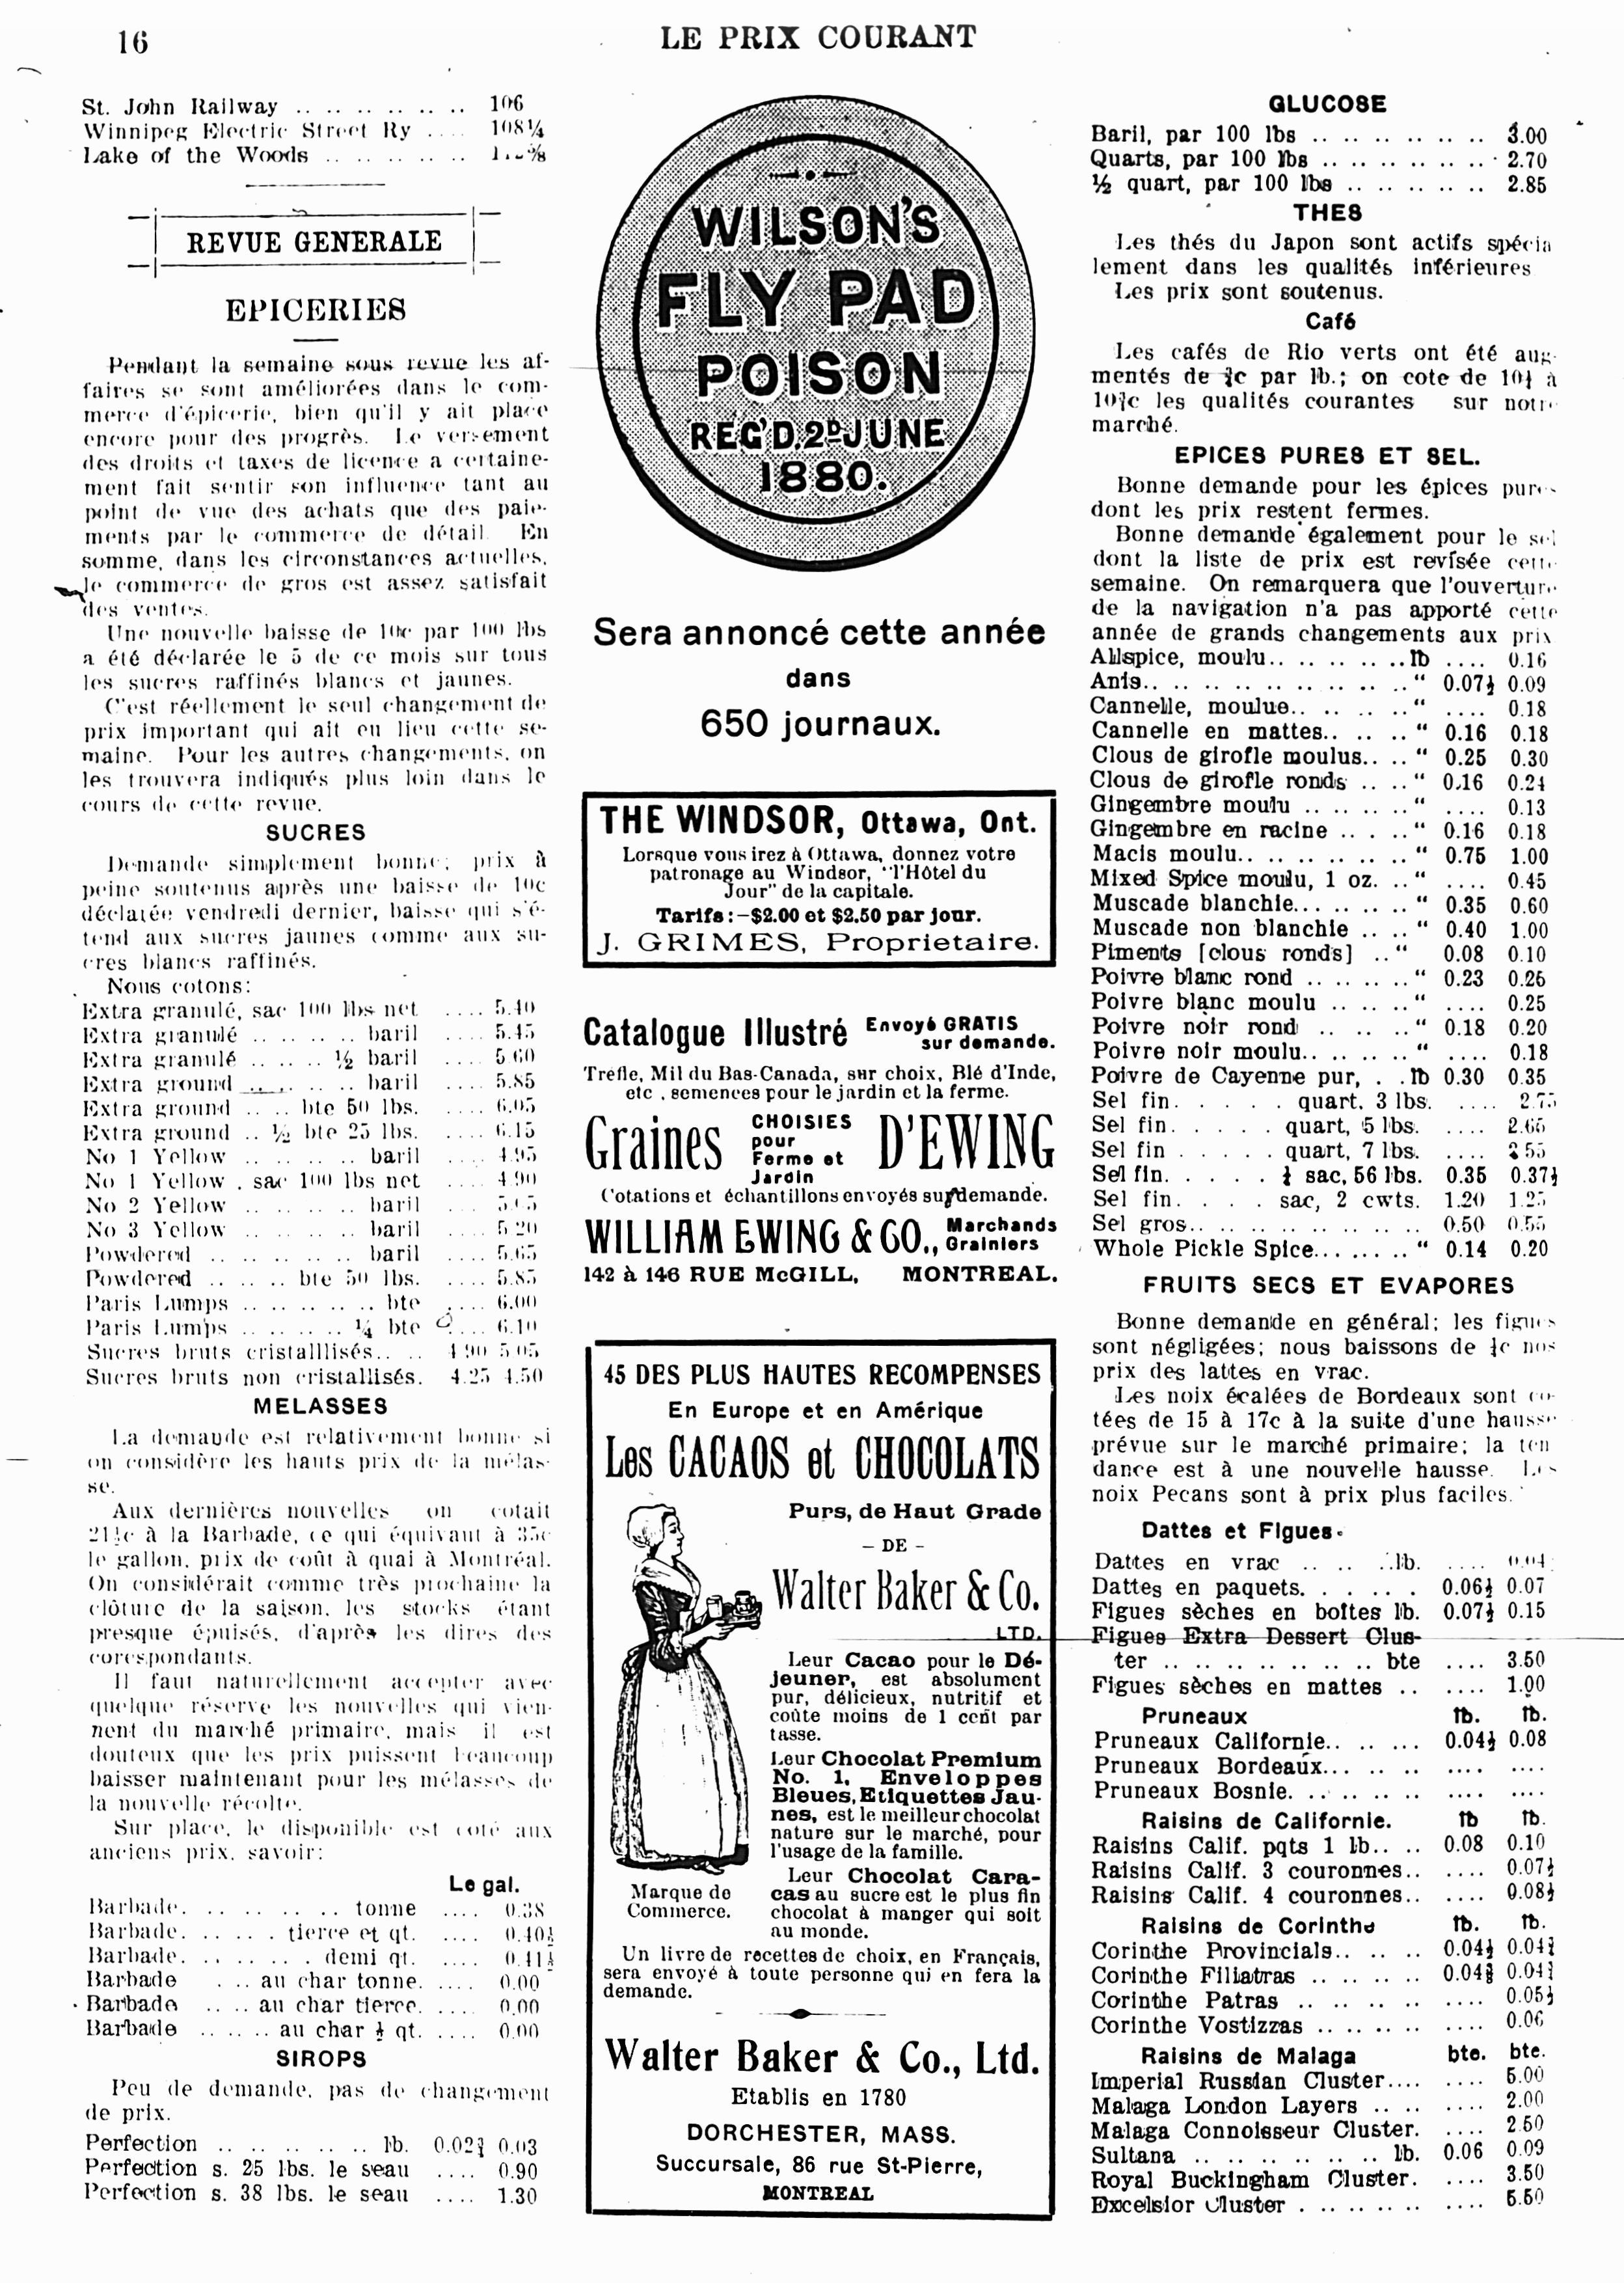 16
LE PRIX COURANT
St. John Railway .. .. .. .. .. .. .. 106
Winnipeg Electric Street Ry .... 108¼
Lake of the Woods .. .. .. .. .. ..
REVUE GENERALE
EPICERIES
Pendant la semaine sous revue les af-
faires se sont améliorées dans le com-
merce d'épicerie, bien qu'il y ait place
encore pour des progrès. Le versement
des droits et taxes de licence a certaine-
ment fait sentir son influence tant au
point de vue des achats que des paie-
ments par le commerce de détail. En
somme, dans les circonstances actuelles,
le commerce de gros est assez satisfait
des ventes.
Une nouvelle baisse de 10c par 100 lbs
a été déclarée le 5 de ce mois sur tous
les sucres raffinés blancs et jaunes.
C'est réellement le seul changement de
prix important qui ait eu lieu cette se-
maine. Pour les autres changements, on
les trouvera indiqués plus loin dans le
cours de cette revue.
SUCRES
Demande simplement bonne; prix à
peine soutenus après une baisse de 10c
déclatée vendredi dernier, baisse qui s'é-
tend aux sucres jaunes comme aux su-
cres blancs raffinés.
Nous cotons:
Extra granulé, sac 100 lbs net .... 5.40
Extra granulé .. .. .. .. baril .... 5.45
Extra granulé .. .. .. ½ baril .... 5.60
Extra ground .. .. .. .. baril .... 5.85
Extra ground .. .. bte 50 lbs. .... 6.05
Extra ground .. ½ bte 25 lbs. .... 6.15
No 1 Yellow .. .. .. .. baril .... 4.95
No 1 Yellow . sac 100 lbs net .... 4.90
No 2 Yellow .. .. .. .. baril ....
No 3 Yellow .. .. .. .. baril .... 5.20
Powdered .. .. .. .. .. baril .... 5.65
Powdered .. .. .. bte 50 lbs. .... 5.85
Paris Lumps .. .. .. .. .. bte .... 6.00
Paris Lumps .. .. .. .. ¼ bte .... 6.10
Sucres bruts cristalllisés.. .. 4.90 5.05
Sucres bruts non cristallisés. 4.25 4.50
MELASSES
La demande est relativement bonne si
on considère les hauts prix de la mélas-
se.
Aux dernières nouvelles on cotait
21½c à la Barbade, ce qui équivaut à 35c
le gallon, prix de coût à quai à Montréal.
On considérait comme très prochaine la
clôture de la saison, les stocks étant
presque épuisés, d'après les dires des
corespondants.
Il faut naturellement accepter avec
quelque réserve les nouvelles qui vien-
nent du marché primaire, mais il est
douteux que les prix puissent beaucoup
baisser maintenant pour les mélasses de
la nouvelle récolte.
Sur place, le disponible est coté aux
anciens prix, savoir:
Le gal.
Barbade. .. .. .. .. .. tonne .... 0.38
Barbade. .. .. .. tierce et qt. .... 0.40½
Barbade. .. .. .. .. demi qt. .... 0.41½
Barbade . .. au char tonne. .... 0.00
Barbade .. .. au char tierce. .... 0.00
Barbade .. .. .. au char ½ qt. .... 0.00
SIROPS
Peu de demande, pas de changement
de prix.
Perfection .. .. .. .. .. .. lb. 0.02¾ 0.03
Perfection s. 25 lbs. le seau .... 0.90
Perfection s. 38 lbs. le seau .... 1.30
WILSON'S
FLY PAD
POISON
REG'D. 2D JUNE
1880.
Sera annoncé cette année
dans
650 journaux.
THE WINDSOR, Ottawa, Ont.
Lorsque vous irez à Ottawa, donnez votre
patronage au Windsor, "l'Hôtel du
Jour" de la capitale.
Tarifs:—$2.00 et $2.50 par jour.
J. GRIMES, Proprietaire.
Catalogue Illustré Envoyé GRATIS
sur demande.
Trèfle, Mil du Bas-Canada, sur choix, Blé d'Inde,
etc., semences pour le jardin et la ferme.
Graines CHOISIES pour Ferme et Jardin D'EWING
Cotations et échantillons envoyés sur demande.
WILLIAM EWING & CO., Marchands Grainiers
142 à 146 RUE McGILL, MONTREAL.
45 DES PLUS HAUTES RECOMPENSES
En Europe et en Amérique
Les CACAOS et CHOCOLATS
Purs, de Haut Grade
— DE —
Walter Baker & Co.
LTD.
Leur Cacao pour le Dé-
jeuner, est absolument
pur, délicieux, nutritif et
coûte moins de 1 cent par
tasse.
Leur Chocolat Premium
No. 1, Enveloppes
Bleues, Etiquettes Jau-
nes, est le meilleur chocolat
nature sur le marché, pour
l'usage de la famille.
Leur Chocolat Cara-
cas au sucre est le plus fin
chocolat à manger qui soit
au monde.
Marque de
Commerce.
Un livre de recettes de choix, en Français,
sera envoyé à toute personne qui en fera la
demande.
Walter Baker & Co., Ltd.
Etablis en 1780
DORCHESTER, MASS.
Succursale, 86 rue St-Pierre,
MONTREAL
GLUCOSE
Baril, par 100 lbs .. .. .. .. .. .. 3.00
Quarts, par 100 lbs .. .. .. .. .. .. 2.70
½ quart, par 100 lbs .. .. .. .. .. 2.85
THES
Les thés du Japon sont actifs spécia
lement dans les qualités inférieures
Les prix sont soutenus.
Café
Les cafés de Rio verts ont été aug-
mentés de par lb.; on cote de à
les qualités courantes sur notre
marché.
EPICES PURES ET SEL.
Bonne demande pour les épices pures
dont les prix restent fermes.
Bonne demande également pour le sel
dont la liste de prix est revisée cette
semaine. On remarquera que l'ouverture
de la navigation n'a pas apporté cette
année de grands changements aux prix
Allspice, moulu.. .. .. .. .. lb .... 0.16
Anis.. .. .. .. .. .. .. .. .. " 0.07½ 0.09
Cannelle, moulue.. .. .. .. " .... 0.18
Cannelle en mattes.. .. .. " 0.16 0.18
Clous de girofle moulus.. .. " 0.25 0.30
Clous de girofle ronds .. .. " 0.16 0.24
Gingembre moulu .. .. .. .. " .... 0.13
Gingembre en racine .. .. .. " 0.16 0.18
Macis moulu.. .. .. .. .. .. " 0.75 1.00
Mixed Spice moulu, 1 oz. .. " .... 0.45
Muscade blanchie.. .. .. .. " 0.35 0.60
Muscade non blanchie .. .. " 0.40 1.00
Piments [clous ronds] .. " 0.08 0.10
Poivre blanc rond .. .. .. .. " 0.23 0.26
Poivre blanc moulu .. .. .. " .... 0.25
Poivre noir rond .. .. .. .. " 0.18 0.20
Poivre noir moulu.. .. .. .. " .... 0.18
Poivre de Cayenne pur, . . lb 0.30 0.35
Sel fin. . . . . quart, 3 lbs. .... 2.75
Sel fin. . . . . quart, 5 lbs. .... 2.65
Sel fin . . . . . quart, 7 lbs. .... 2.55
Sel fin. . . . . ¼ sac, 56 lbs. 0.35 0.37½
Sel fin. . . . sac, 2 cwts. 1.20 1.25
Sel gros.. .. .. .. .. .. .. .. 0.50 0.55
Whole Pickle Spice.. .. .. .. " 0.14 0.20
FRUITS SECS ET EVAPORES
Bonne demande en général; les figues
sont négligées; nous baissons de nos
prix des lattes en vrac.
Les noix écalées de Bordeaux sont co-
tées de 15 à 17c à la suite d'une hausse
prévue sur le marché primaire; la ten
dance est à une nouvelle hausse. Les
noix Pecans sont à prix plus faciles.
Dattes et Figues.
Dattes en vrac .. .. .. lb. .... 0.04
Dattes en paquets. . . . . . 0.06½ 0.07
Figues sèches en boîtes lb. 0.07½ 0.15
Figues Extra Dessert Clus-
ter .. .. .. .. .. .. .. .. bte .... 3.50
Figues sèches en mattes .. .... 1.00
Pruneaux lb. lb.
Pruneaux Californie.. .. ... 0.04½ 0.08
Pruneaux Bordeaux... .. .. .... ....
Pruneaux Bosnie. .. .. .. .. .... ....
Raisins de Californie. lb lb.
Raisins Calif. pqts 1 lb.. .. 0.08 0.10
Raisins Calif. 3 couronnes.. .... 0.07½
Raisins Calif. 4 couronnes.. .... 0.08½
Raisins de Corinthe lb. lb.
Corinthe Provincials.. .. .. 0.04½ 0.04¾
Corinthe Filiatras .. .. .. .. 0.04⅝ 0.04¾
Corinthe Patras .. .. .. .. .... 0.05½
Corinthe Vostizzas .. .. .. .. .... 0.06
Raisins de Malaga bte. bte.
Imperial Russian Cluster.... .... 5.00
Malaga London Layers .. .. .... 2.00
Malaga Connoisseur Cluster. .... 2.50
Sultana .. .. .. .. .. .. .. lb. 0.06 0.09
Royal Buckingham Cluster. .... 3.50
Excelsior Cluster . .. .. .. .. .... 5.50